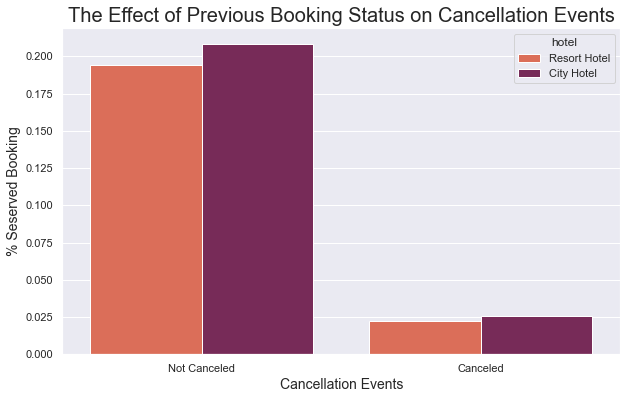 The Effect of Previous Booking Status on Cancellation Events
hotel
Resort Hotel
City Hotel
0.200
0.175
0.150
0.125
0.100
0.075
0.050
0.025
0.000
% Seserved Booking
Not Canceled
Canceled
Cancellation Events